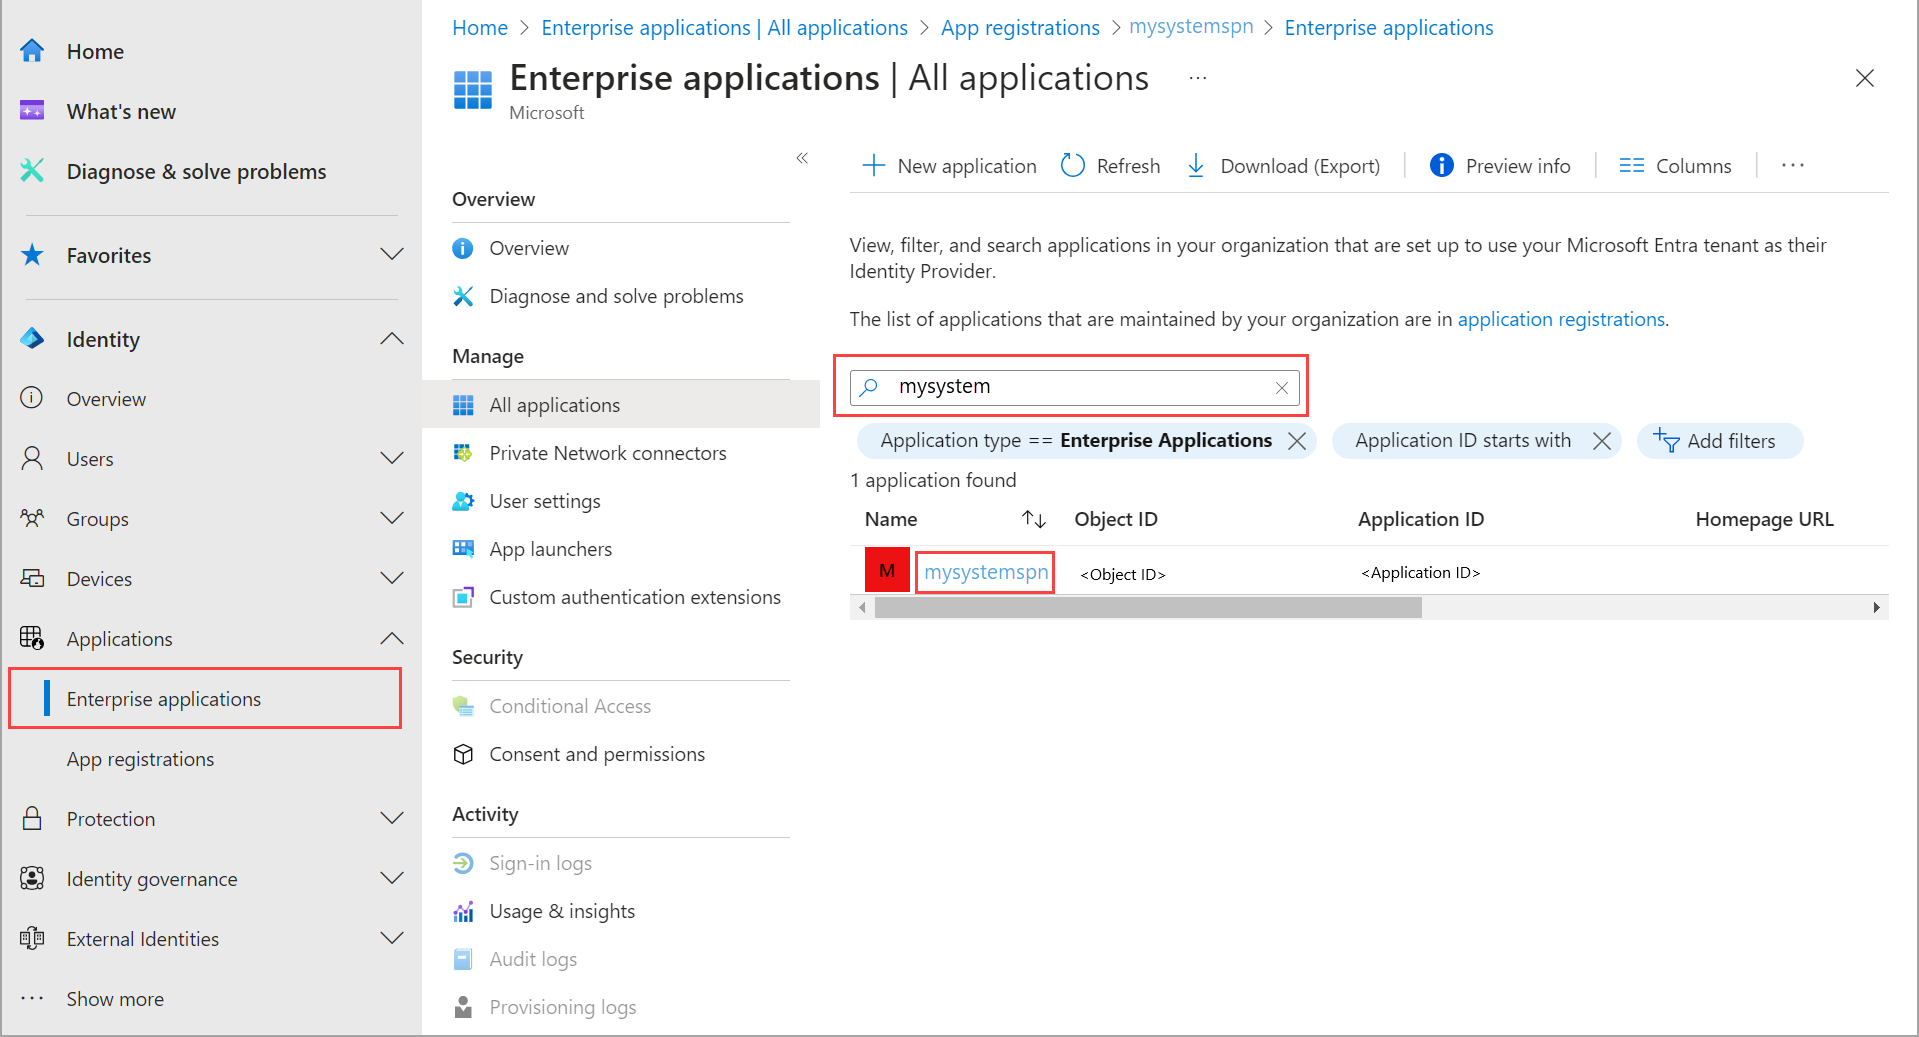 Home
What's new
Diagnose & solve problems
Favorites
Identity
Overview
Users
Groups
Devices
Applications
Enterprise applications
App registrations
Protection
Identity governance
External Identities
Show more
Home > Enterprise applications | All applications > App registrations > mysystemspn > Enterprise applications
Enterprise applications | All applications ...
Microsoft
Overview
Overview
Diagnose and solve problems
Manage
All applications
Private Network connectors
User settings
App launchers
Custom authentication extensions
Security
Conditional Access
Consent and permissions
Activity
Sign-in logs
Usage & insights
Audit logs
Provisioning logs
New application Refresh Download (Export) Preview info Columns ...
View, filter, and search applications in your organization that are set up to use your Microsoft Entra tenant as their
Identity Provider.
The list of applications that are maintained by your organization are in application registrations.
mysystem
Application type == Enterprise Applications Application ID starts with Add filters
1 application found
Name Object ID Application ID Homepage URL
M mysystemspn <Object ID> <Application ID>